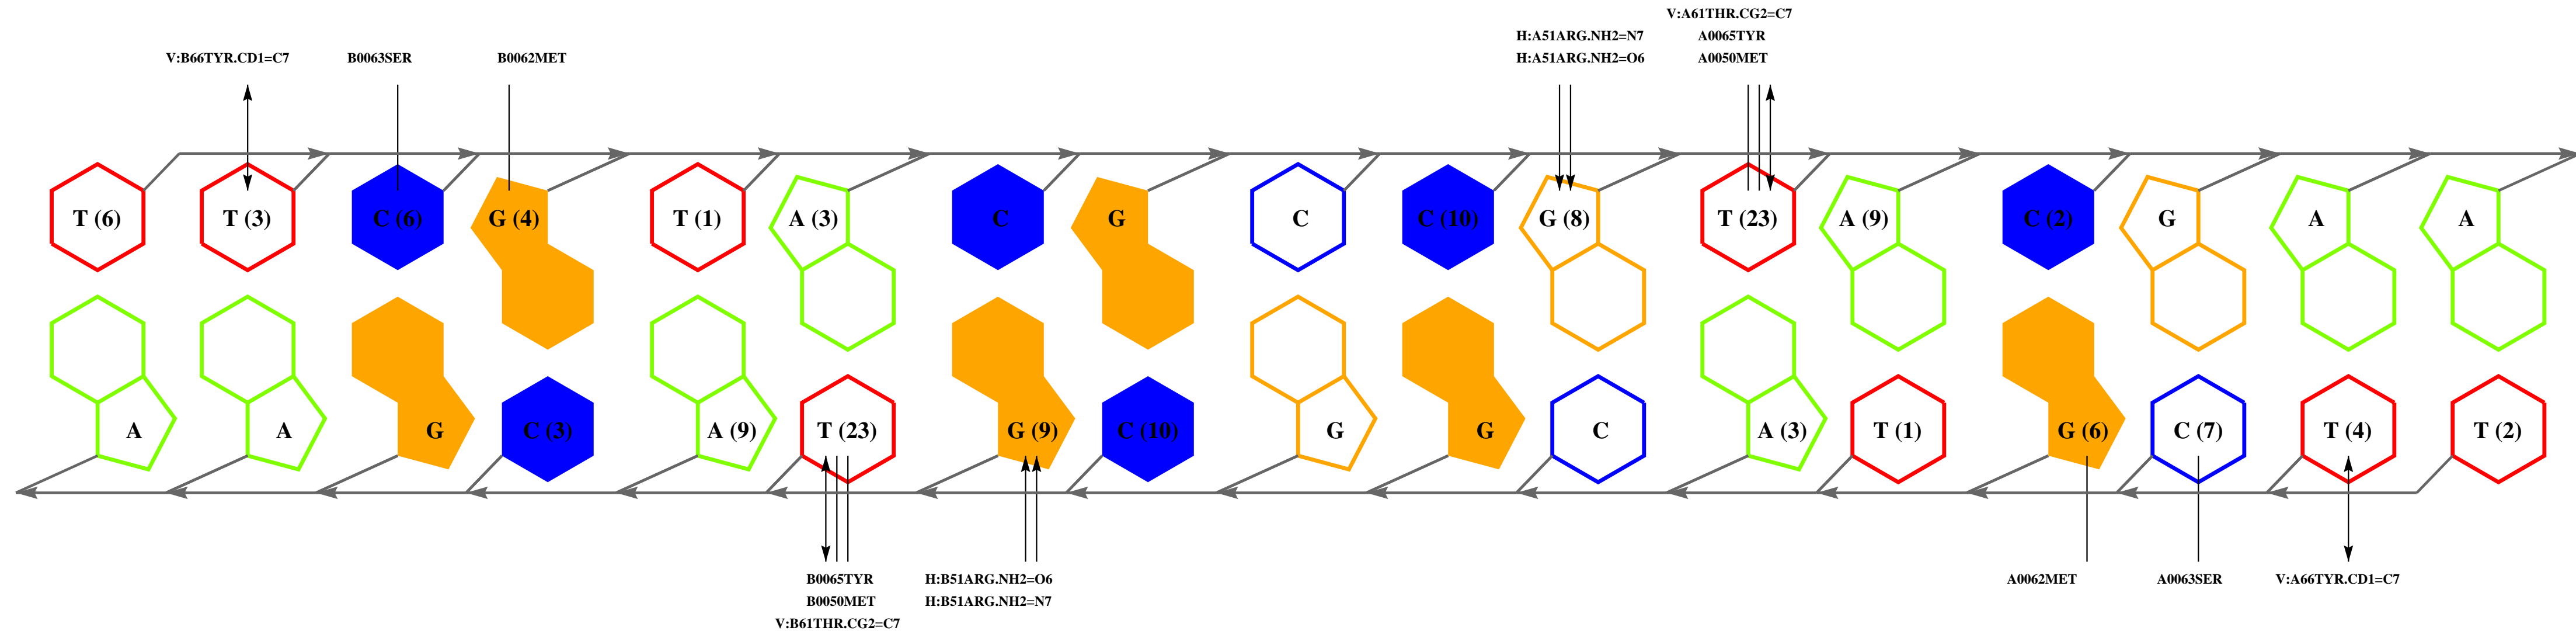 V:A61THR.CG2=C7
H:A51ARG.NH2=N7 A0065TYR
V:B66TYR.CD1=C7 B0063SER B0062MET H:A51ARG.NH2=O6 A0050MET
T (6) T (3) C (6) G (4) T (1) A (3) C G C C (10) G (8) T (23) A (9) C (2) G A A
A A G C (3) A (9) T (23) G (9) C (10) G G C A (3) T (1) G (6) C (7) T (4) T (2)
B0065TYR H:B51ARG.NH2=O6 A0062MET A0063SER V:A66TYR.CD1=C7
B0050MET H:B51ARG.NH2=N7
V:B61THR.CG2=C7